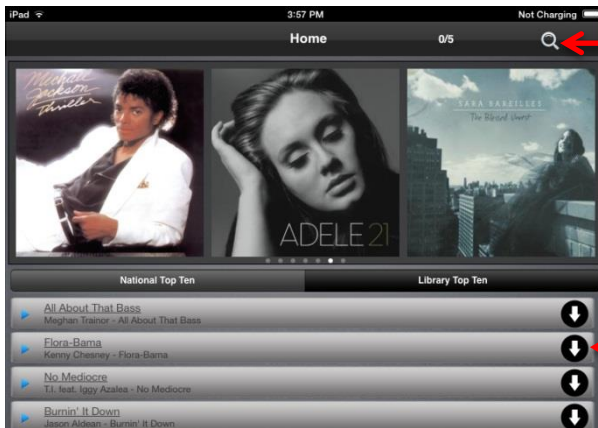 iPad
3:57 PM
Not Charging
Home
0/5
Michael
Jackson
Thriller
ADELE 21
SARA BAREILLES
The Blessed Unrest
National Top Ten
Library Top Ten
All About That Bass
Meghan Trainor - All About That Bass
Flora-Bama
Kenny Chesney - Flora-Bama
No Mediocre
T.I. feat. Iggy Azalea - No Mediocre
Burnin' It Down
Jason Aldean - Burnin' It Down